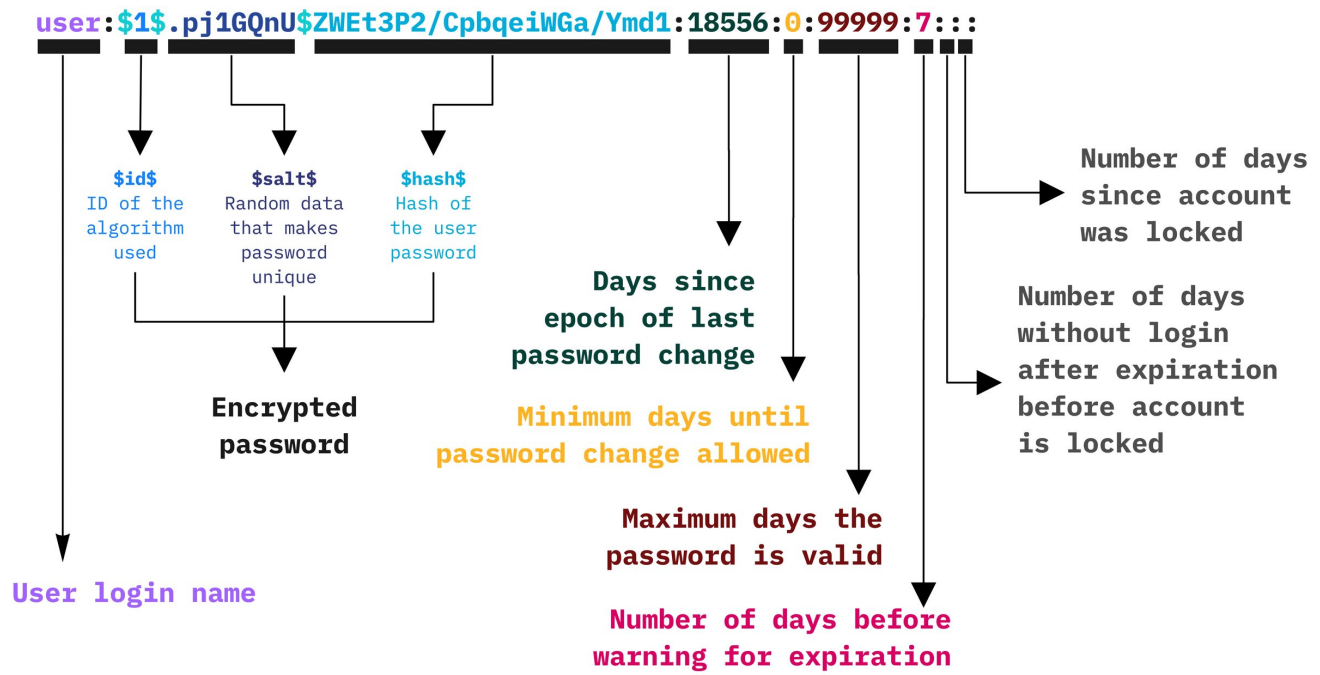 user:$1$.pj1GQnU$ZWEt3P2/CpbqeiWGa/Ymd1:18556:0:99999:7:::
$id$
ID of the
algorithm
used
$salt$
Random data
that makes
password
unique
$hash$
Hash of
the user
password
Encrypted
password
User login name
Days since
epoch of last
password change
Minimum days until
password change allowed
Maximum days the
password is valid
Number of days before
warning for expiration
Number of days
without login
after expiration
before account
is locked
Number of days
since account
was locked